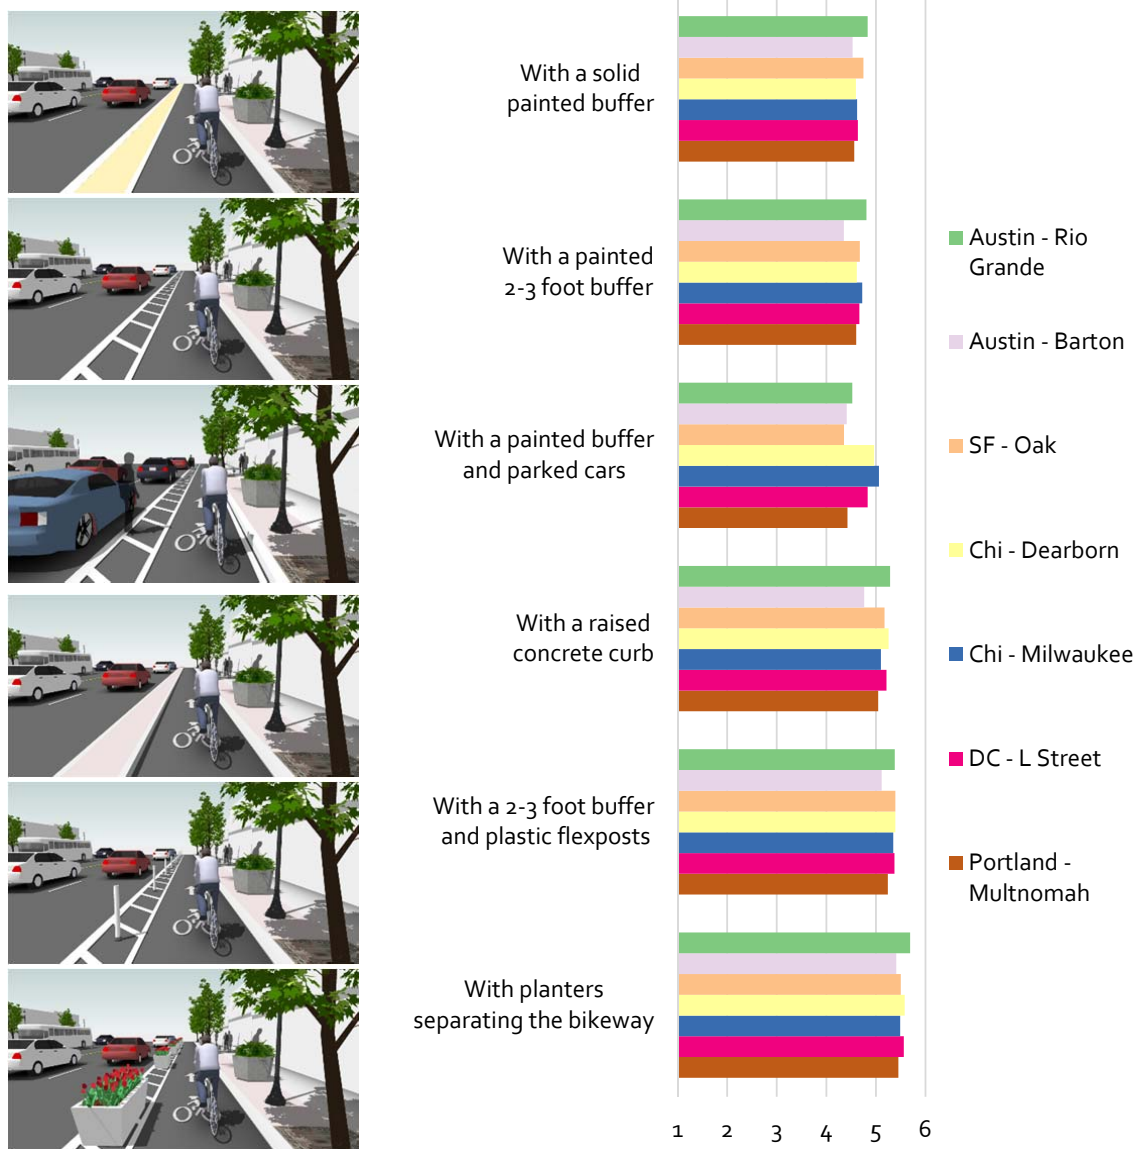 With a solid
painted buffer
With a painted
2-3 foot buffer
With a painted buffer
and parked cars
With a raised
concrete curb
With a 2-3 foot buffer
and plastic flexposts
With planters
separating the bikeway
1 2 3 4 5 6
Austin - Rio
Grande
Austin - Barton
SF - Oak
Chi - Dearborn
Chi - Milwaukee
DC - L Street
Portland -
Multnomah